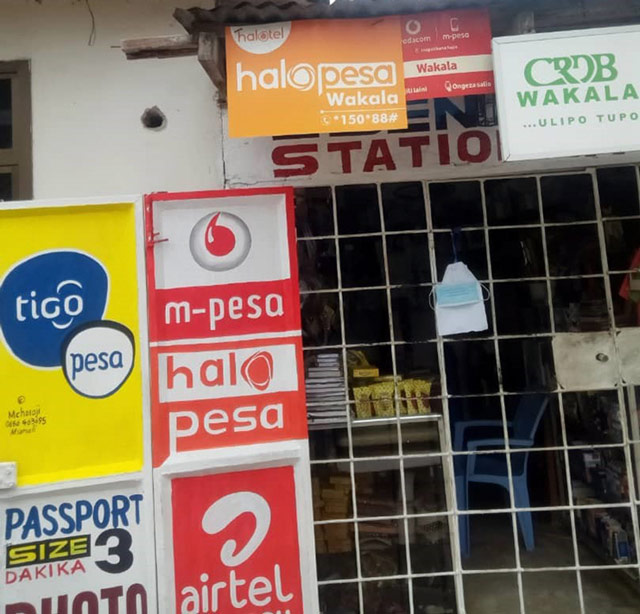 halotel
halopesa
Wakala
*150*88#
vodacom
m-pesa
Wakala
Ongeza salio
CRDB
WAKALA
...ULIPO TUPO
STATIO
tigo
pesa
m-pesa
halo
pesa
airtel
PASSPORT
SIZE 3
DAKIKA
PHOTO